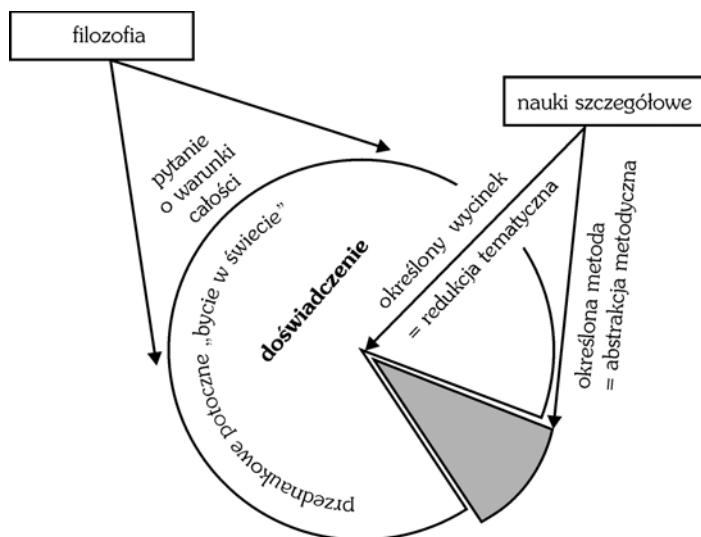 filozofia
nauki szczegółowe
pytanie
o warunki
całości
przednaukowe potoczne „bycie w świecie”
doświadczenie
określony wycinek
= redukcja tematyczna
określona metoda
= abstrakcja metodyczna